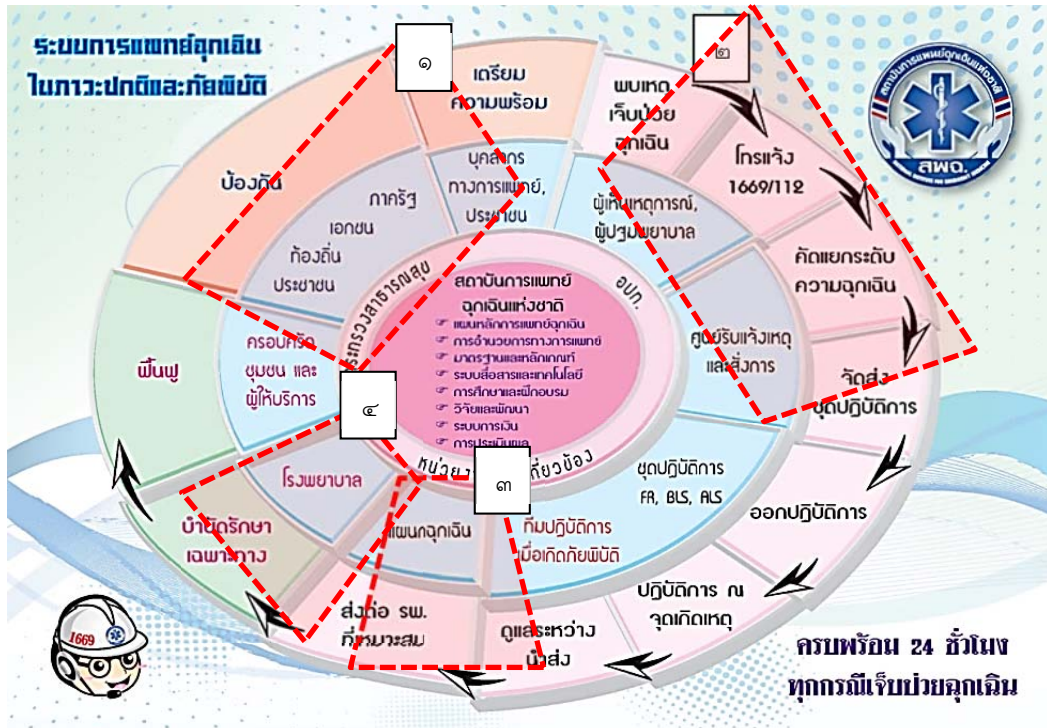 ระบบการแพทย์ฉุกเฉิน
ในภาวะปกติและภัยพิบัติ
๑
๒
เตรียม
ความพร้อม
พบเหตุ
เจ็บป่วย
ฉุกเฉิน
โทรแจ้ง
1669/112
คัดแยกระดับ
ความฉุกเฉิน
จัดส่ง
ชุดปฏิบัติการ
ออกปฏิบัติการ
ปฏิบัติการ ณ
จุดเกิดเหตุ
ดูแลระหว่าง
นำส่ง
ส่งต่อ รพ.
ที่เหมาะสม
บำบัดรักษา
เฉพาะทาง
ฟื้นฟู
ป้องกัน
ภาครัฐ
เอกชน
ท้องถิ่น
ประชาชน
บุคลากร
ทางการแพทย์,
ประชาชน
ผู้เห็นเหตุการณ์,
ผู้ปฐมพยาบาล
ศูนย์รับแจ้งเหตุ
และสั่งการ
ชุดปฏิบัติการ
FR, BLS, ALS
ทีมปฏิบัติการ
เมื่อเกิดภัยพิบัติ
แผนกฉุกเฉิน
โรงพยาบาล
ครอบครัว
ชุมชน และ
ผู้ให้บริการ
๔
๓
กระทรวงสาธารณสุข
อปท.
สถาบันการแพทย์
ฉุกเฉินแห่งชาติ
☞ แผนหลักการแพทย์ฉุกเฉิน
☞ การอำนวยการทางการแพทย์
☞ มาตรฐานและหลักเกณฑ์
☞ ระบบสื่อสารและเทคโนโลยี
☞ การศึกษาและฝึกอบรม
☞ วิจัยและพัฒนา
☞ ระบบการเงิน
☞ การประเมินผล
สถาบันการแพทย์ฉุกเฉินแห่งชาติ
สพฉ.
1669
ครบพร้อม 24 ชั่วโมง
ทุกกรณีเจ็บป่วยฉุกเฉิน